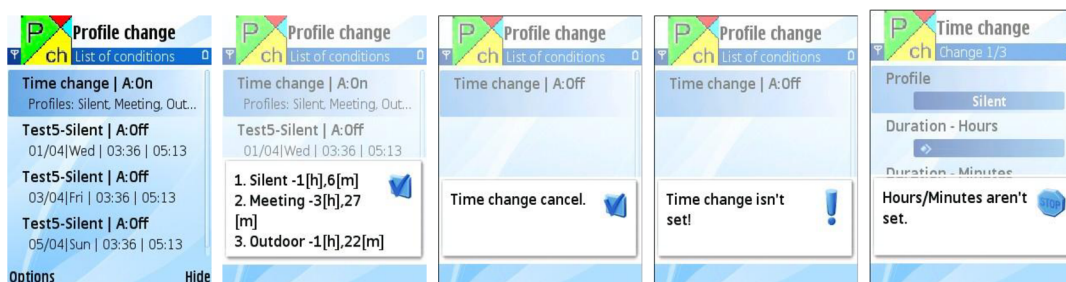 P
ch
Profile change
List of conditions
Time change | A:On
Profiles: Silent, Meeting, Out...
Test5-Silent | A:Off
01/04|Wed | 03:36 | 05:13
Test5-Silent | A:Off
03/04|Fri | 03:36 | 05:13
Test5-Silent | A:Off
05/04|Sun | 03:36 | 05:13
Options Hide
P
ch
Profile change
List of conditions
Time change | A:On
Profiles: Silent, Meeting, Out...
Test5-Silent | A:Off
01/04|Wed | 03:36 | 05:13
1. Silent -1[h],6[m]
2. Meeting -3[h],27
[m]
3. Outdoor -1[h],22[m]
P
ch
Profile change
List of conditions
Time change | A:Off
Time change cancel.
P
ch
Profile change
List of conditions
Time change | A:Off
Time change isn't
set!
P
ch
Time change
Change 1/3
Profile
Silent
Duration - Hours
Duration - Minutes
Hours/Minutes aren't
set.
STOP